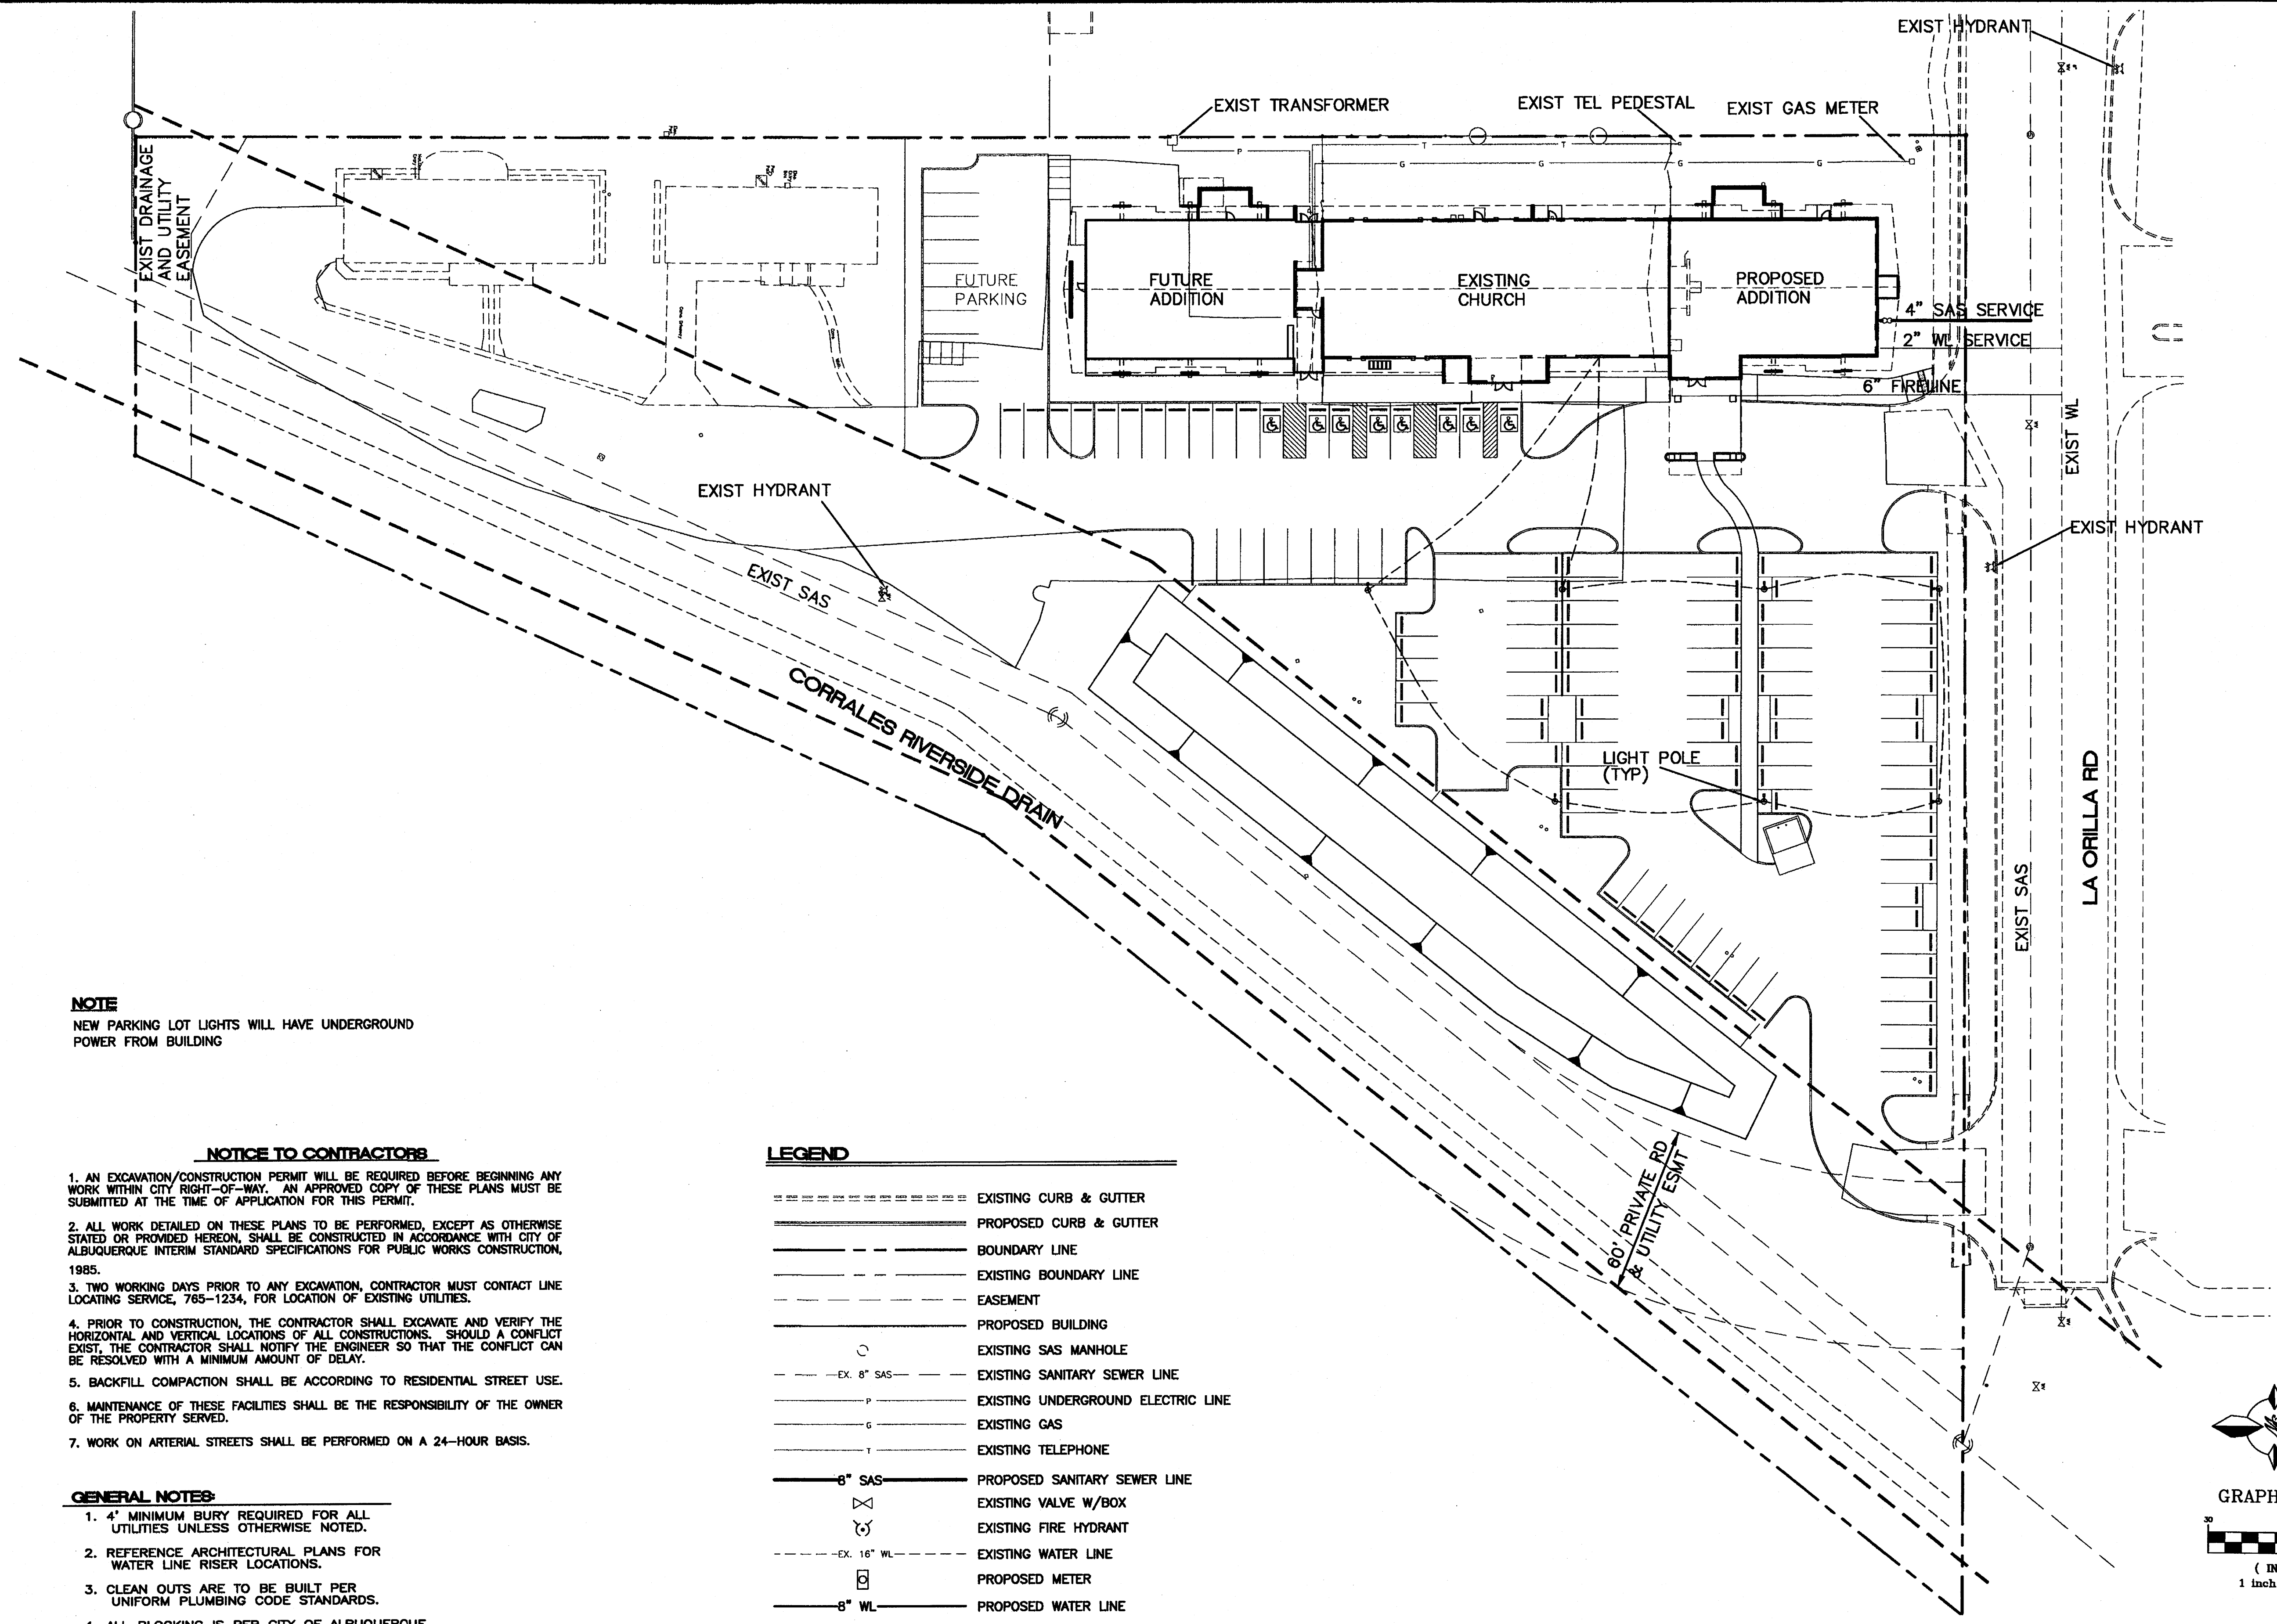 EXIST HYDRANT
EXIST TRANSFORMER
EXIST TEL PEDESTAL
EXIST GAS METER
EXIST DRAINAGE
AND UTILITY
EASEMENT
P
T
T
G
G
G
G
FUTURE
PARKING
FUTURE
ADDITION
EXISTING
CHURCH
PROPOSED
ADDITION
4" SAS SERVICE
2" WL SERVICE
6" FIRELINE
EXIST WL
EXIST HYDRANT
EXIST HYDRANT
EXIST SAS
CORRALES RIVERSIDE DRAIN
LIGHT POLE
(TYP)
LA ORILLA RD
EXIST SAS
60' PRIVATE RD
& UTILITY ESMT
NOTE
NEW PARKING LOT LIGHTS WILL HAVE UNDERGROUND
POWER FROM BUILDING
NOTICE TO CONTRACTORS
1. AN EXCAVATION/CONSTRUCTION PERMIT WILL BE REQUIRED BEFORE BEGINNING ANY
WORK WITHIN CITY RIGHT-OF-WAY. AN APPROVED COPY OF THESE PLANS MUST BE
SUBMITTED AT THE TIME OF APPLICATION FOR THIS PERMIT.
2. ALL WORK DETAILED ON THESE PLANS TO BE PERFORMED, EXCEPT AS OTHERWISE
STATED OR PROVIDED HEREON, SHALL BE CONSTRUCTED IN ACCORDANCE WITH CITY OF
ALBUQUERQUE INTERIM STANDARD SPECIFICATIONS FOR PUBLIC WORKS CONSTRUCTION,
1985.
3. TWO WORKING DAYS PRIOR TO ANY EXCAVATION, CONTRACTOR MUST CONTACT LINE
LOCATING SERVICE, 765-1234, FOR LOCATION OF EXISTING UTILITIES.
4. PRIOR TO CONSTRUCTION, THE CONTRACTOR SHALL EXCAVATE AND VERIFY THE
HORIZONTAL AND VERTICAL LOCATIONS OF ALL CONSTRUCTIONS. SHOULD A CONFLICT
EXIST, THE CONTRACTOR SHALL NOTIFY THE ENGINEER SO THAT THE CONFLICT CAN
BE RESOLVED WITH A MINIMUM AMOUNT OF DELAY.
5. BACKFILL COMPACTION SHALL BE ACCORDING TO RESIDENTIAL STREET USE.
6. MAINTENANCE OF THESE FACILITIES SHALL BE THE RESPONSIBILITY OF THE OWNER
OF THE PROPERTY SERVED.
7. WORK ON ARTERIAL STREETS SHALL BE PERFORMED ON A 24-HOUR BASIS.
GENERAL NOTES:
1. 4' MINIMUM BURY REQUIRED FOR ALL
UTILITIES UNLESS OTHERWISE NOTED.
2. REFERENCE ARCHITECTURAL PLANS FOR
WATER LINE RISER LOCATIONS.
3. CLEAN OUTS ARE TO BE BUILT PER
UNIFORM PLUMBING CODE STANDARDS.
4. ALL BLOCKING IS PER CITY OF ALBUQUERQUE
LEGEND
EXISTING CURB & GUTTER
PROPOSED CURB & GUTTER
BOUNDARY LINE
EXISTING BOUNDARY LINE
EASEMENT
PROPOSED BUILDING
EXISTING SAS MANHOLE
EX. 8" SAS EXISTING SANITARY SEWER LINE
P EXISTING UNDERGROUND ELECTRIC LINE
G EXISTING GAS
T EXISTING TELEPHONE
8" SAS PROPOSED SANITARY SEWER LINE
EXISTING VALVE W/BOX
EXISTING FIRE HYDRANT
EX. 16" WL EXISTING WATER LINE
PROPOSED METER
8" WL PROPOSED WATER LINE
GRAPH
30
( IN
1 inch